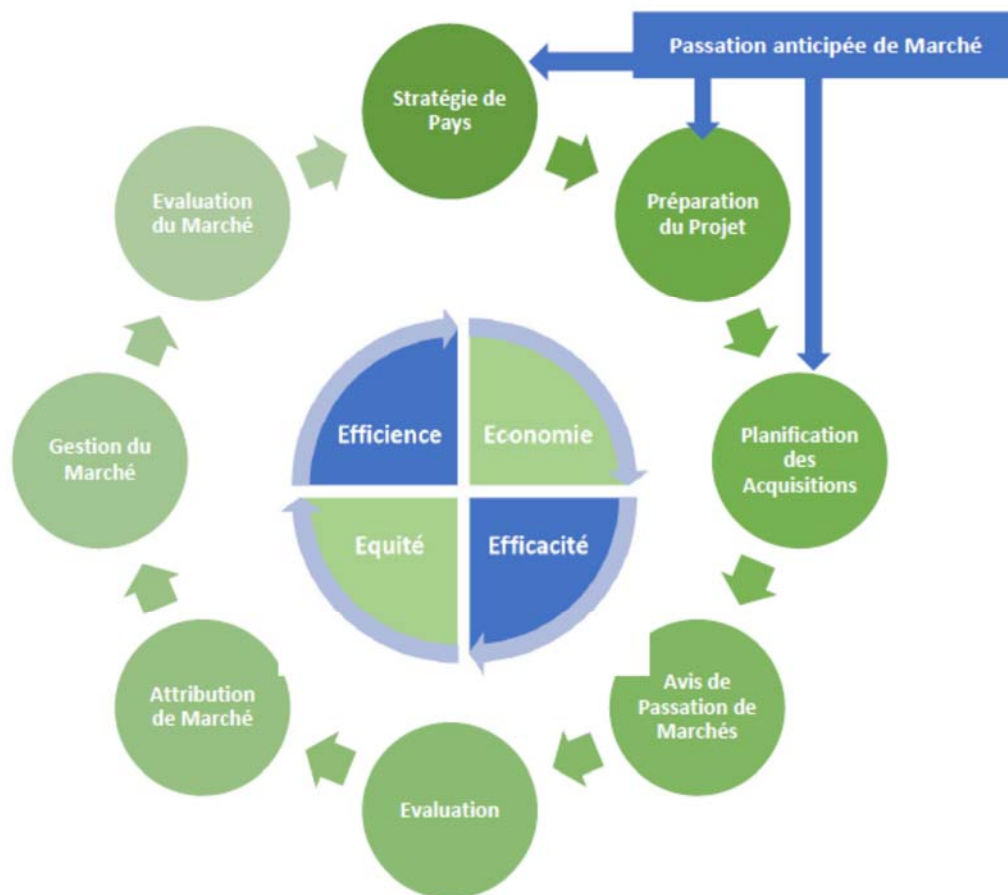 Passation anticipée de Marché
Stratégie de
Pays
Préparation
du Projet
Planification
des
Acquisitions
Avis de
Passation de
Marchés
Evaluation
Attribution
de Marché
Gestion du
Marché
Evaluation
du Marché
Efficience
Economie
Equité
Efficacité